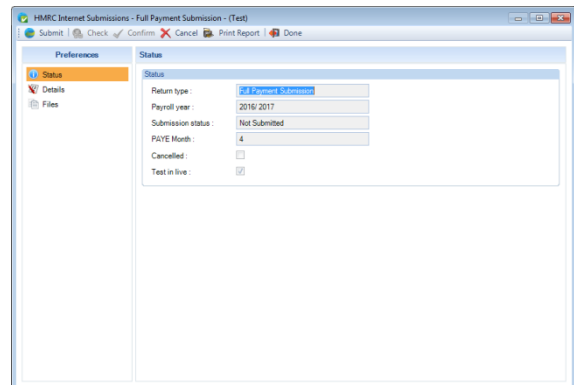 HMRC Internet Submissions - Full Payment Submission - (Test)
Submit Check Confirm Cancel Print Report Done
Preferences
Status
Details
Files
Status
Status
Return type : Full Payment Submission
Payroll year : 2016/ 2017
Submission status : Not Submitted
PAYE Month : 4
Cancelled :
Test in live :